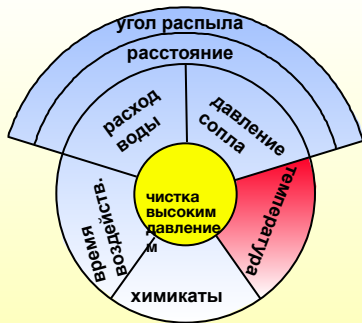 угол распыла
расстояние
расход
воды
давление
сопла
чистка
высоким
давление
м
температура
время
воздейств.
химикаты